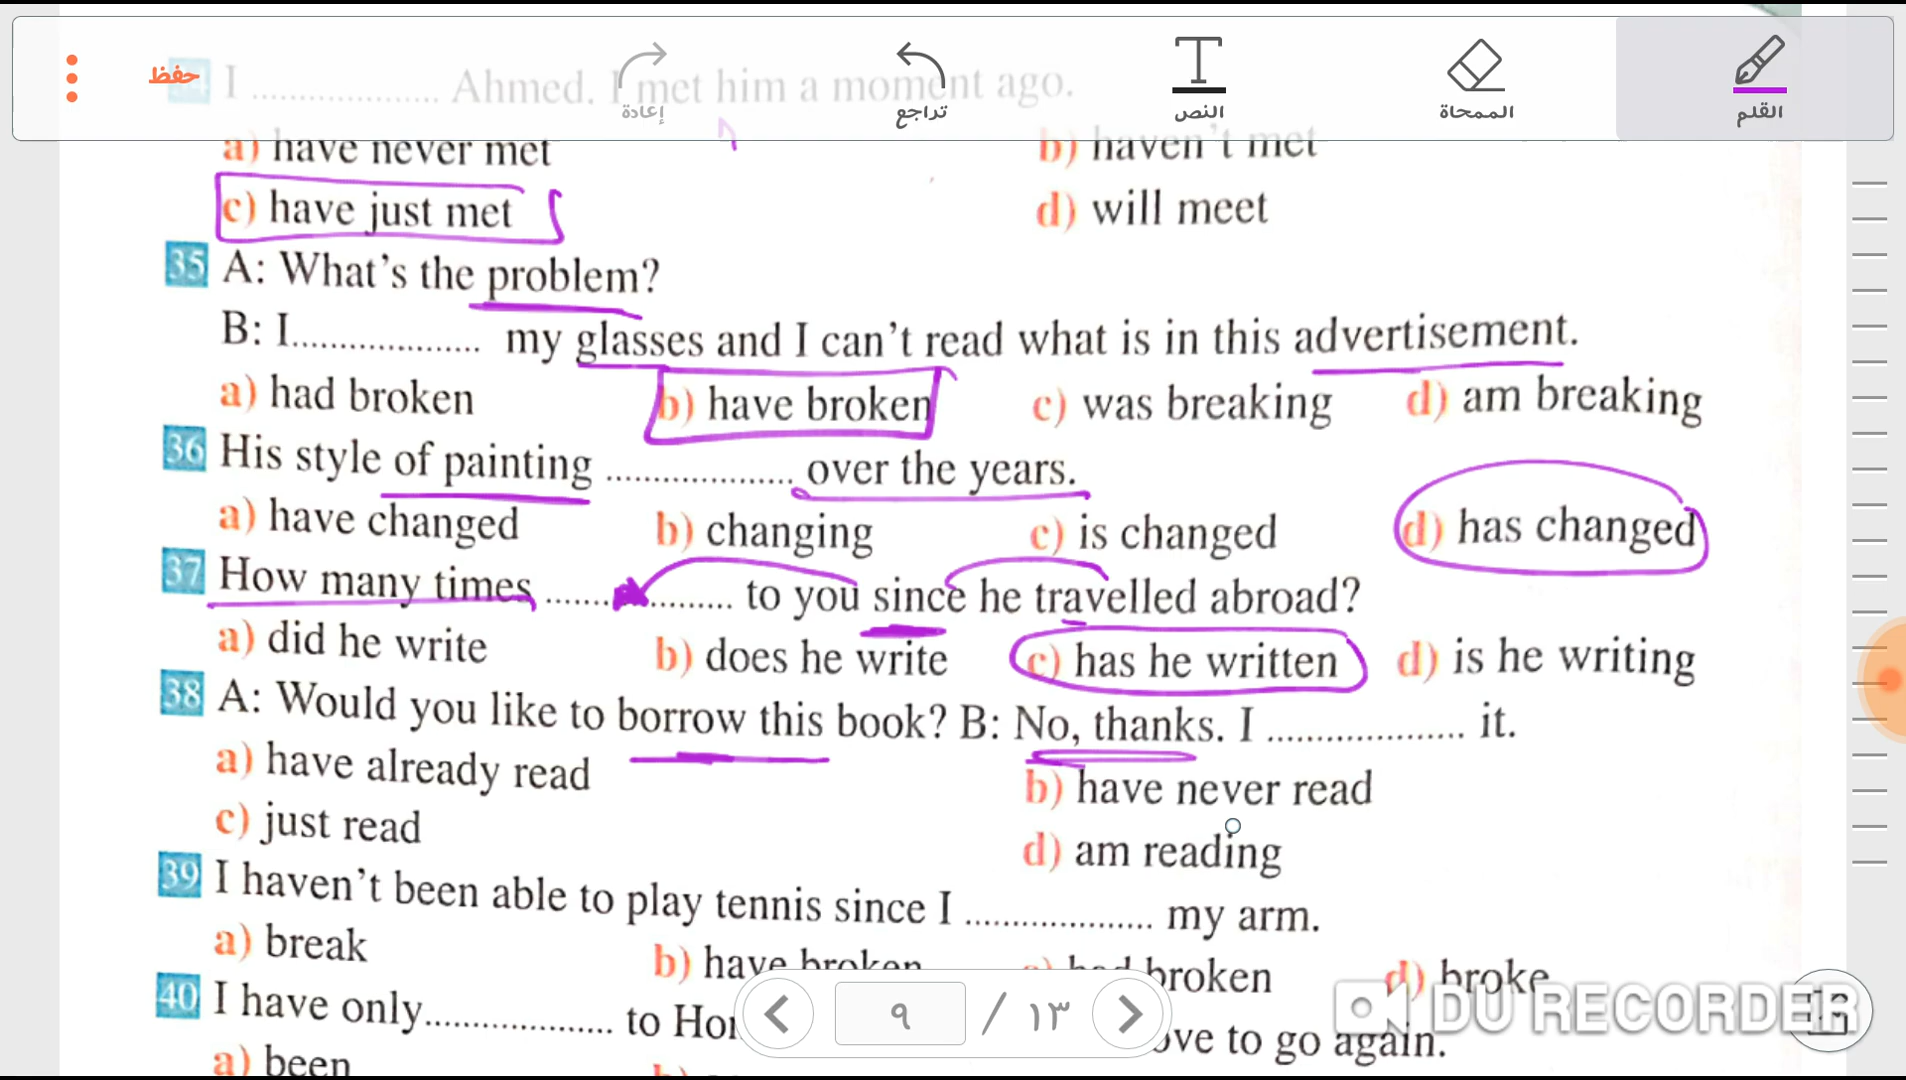 حفظ
إعادة
تراجع
النص
الممحاة
القلم
I .................. Ahmed. I met him a moment ago.
a) have never met b) haven't met
c) have just met d) will meet
35 A: What's the problem?
B: I................... my glasses and I can't read what is in this advertisement.
a) had broken b) have broken c) was breaking d) am breaking
36 His style of painting ................... over the years.
a) have changed b) changing c) is changed d) has changed
37 How many times ................... to you since he travelled abroad?
a) did he write b) does he write c) has he written d) is he writing
38 A: Would you like to borrow this book? B: No, thanks. I ................... it.
a) have already read b) have never read
c) just read d) am reading
39 I haven't been able to play tennis since I ................... my arm.
a) break b) have broken c) had broken d) broke
40 I have only................... to to go again.
a) been
٩ / ١٣
DU RECORDER